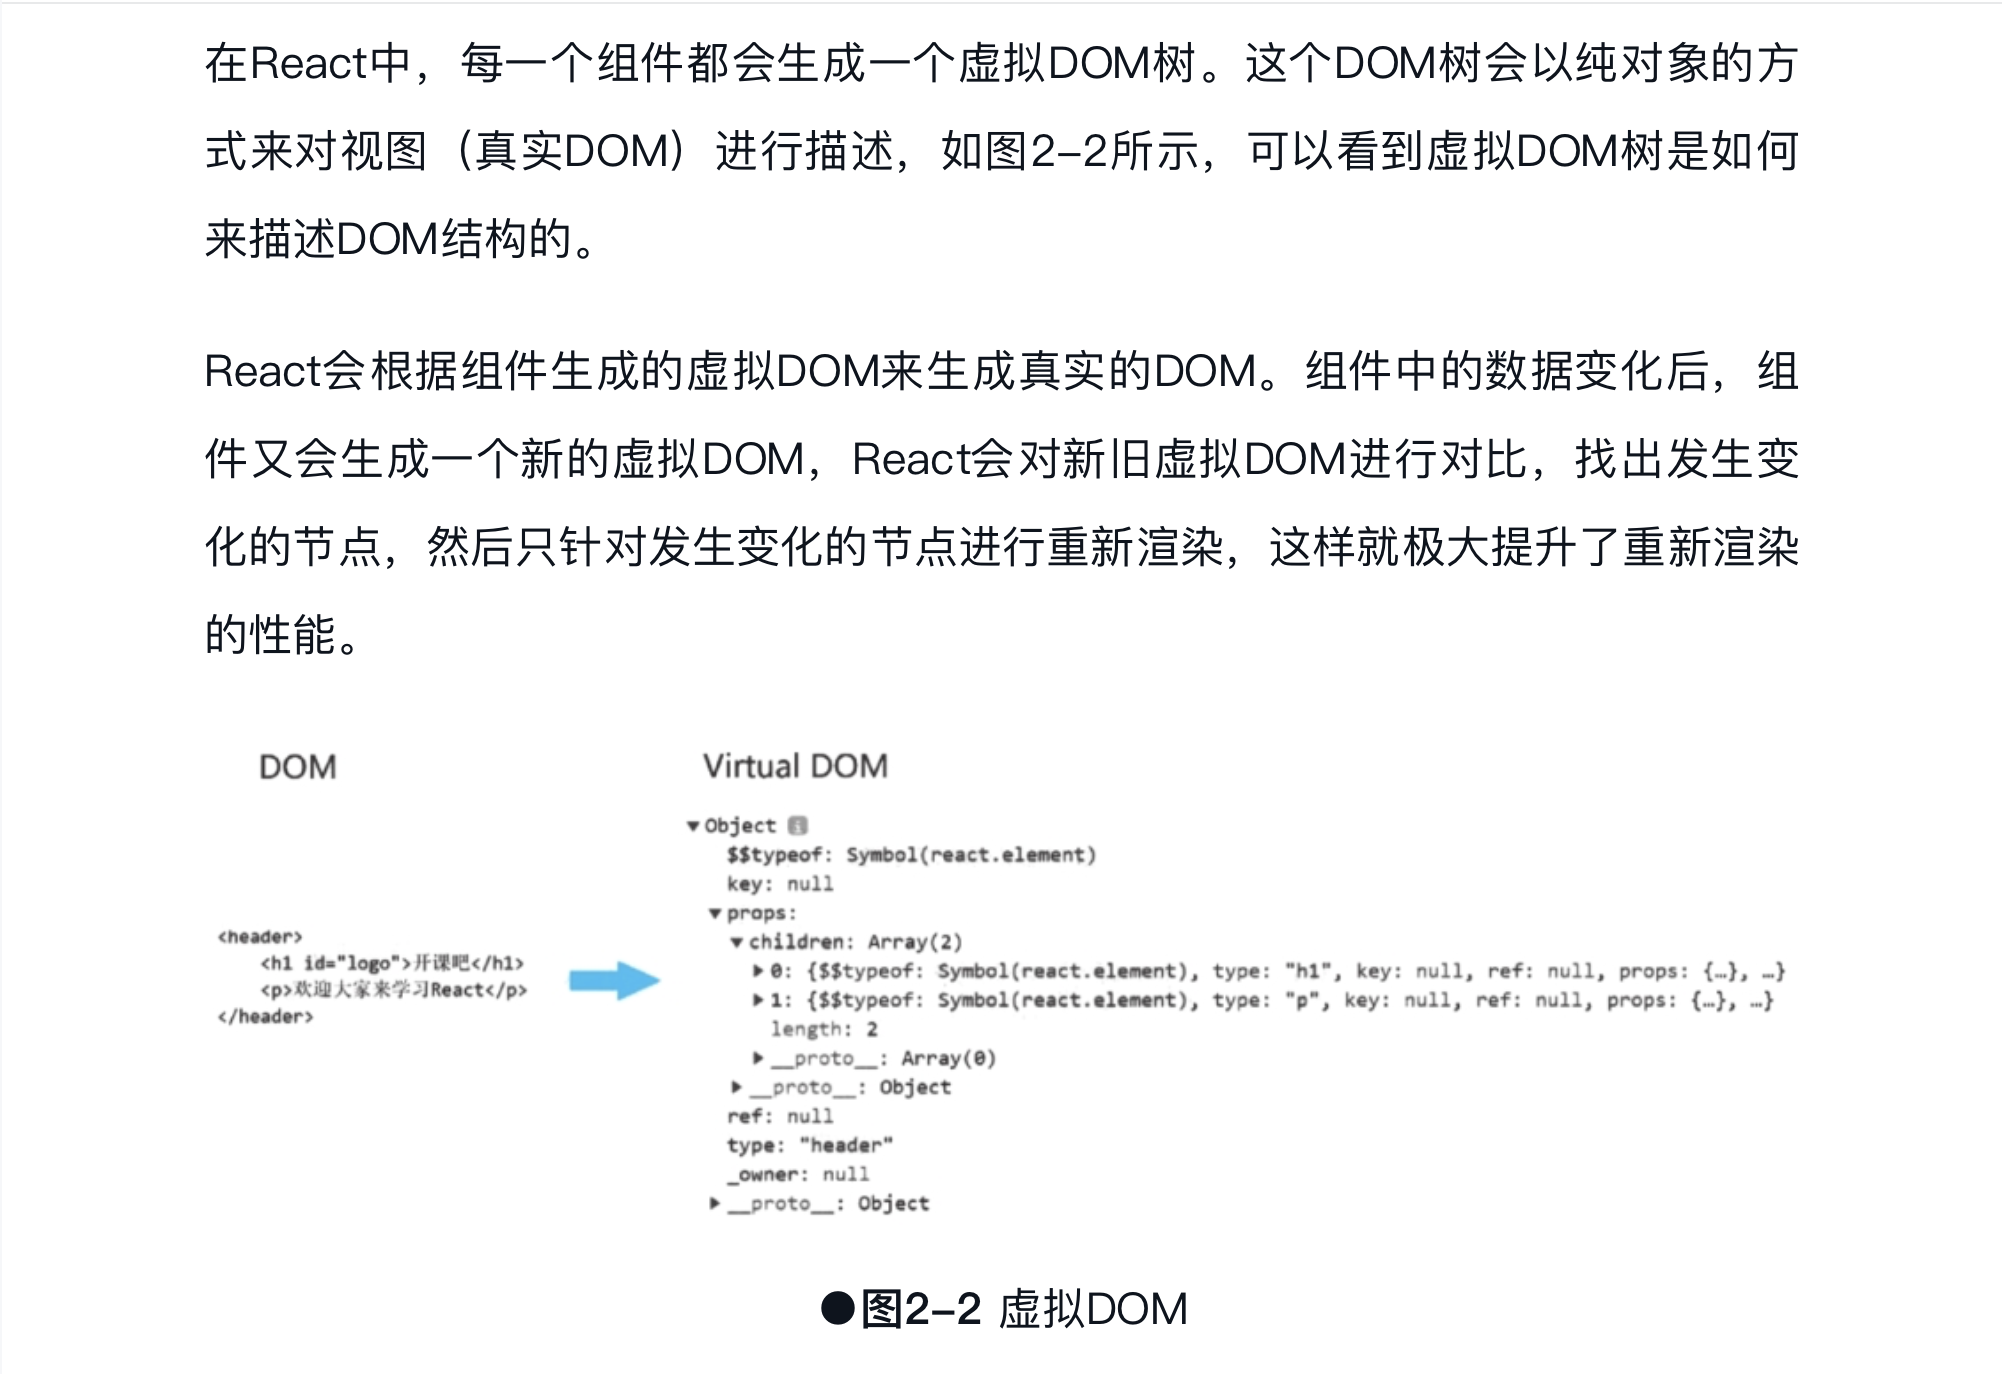 在React中，每一个组件都会生成一个虚拟DOM树。这个DOM树会以纯对象的方
式来对视图（真实DOM）进行描述，如图2-2所示，可以看到虚拟DOM树是如何
来描述DOM结构的。
React会根据组件生成的虚拟DOM来生成真实的DOM。组件中的数据变化后，组
件又会生成一个新的虚拟DOM，React会对新旧虚拟DOM进行对比，找出发生变
化的节点，然后只针对发生变化的节点进行重新渲染，这样就极大提升了重新渲染
的性能。
DOM
<header>
<h1 id="logo">开课吧</h1>
<p>欢迎大家来学习React</p>
</header>
Virtual DOM
▼Object i
$$typeof: Symbol(react.element)
key: null
▼props:
▼children: Array(2)
▶0: {$$typeof: Symbol(react.element), type: "h1", key: null, ref: null, props: {…}, …}
▶1: {$$typeof: Symbol(react.element), type: "p", key: null, ref: null, props: {…}, …}
length: 2
▶__proto__: Array(0)
▶__proto__: Object
ref: null
type: "header"
_owner: null
▶__proto__: Object
●图2-2 虚拟DOM